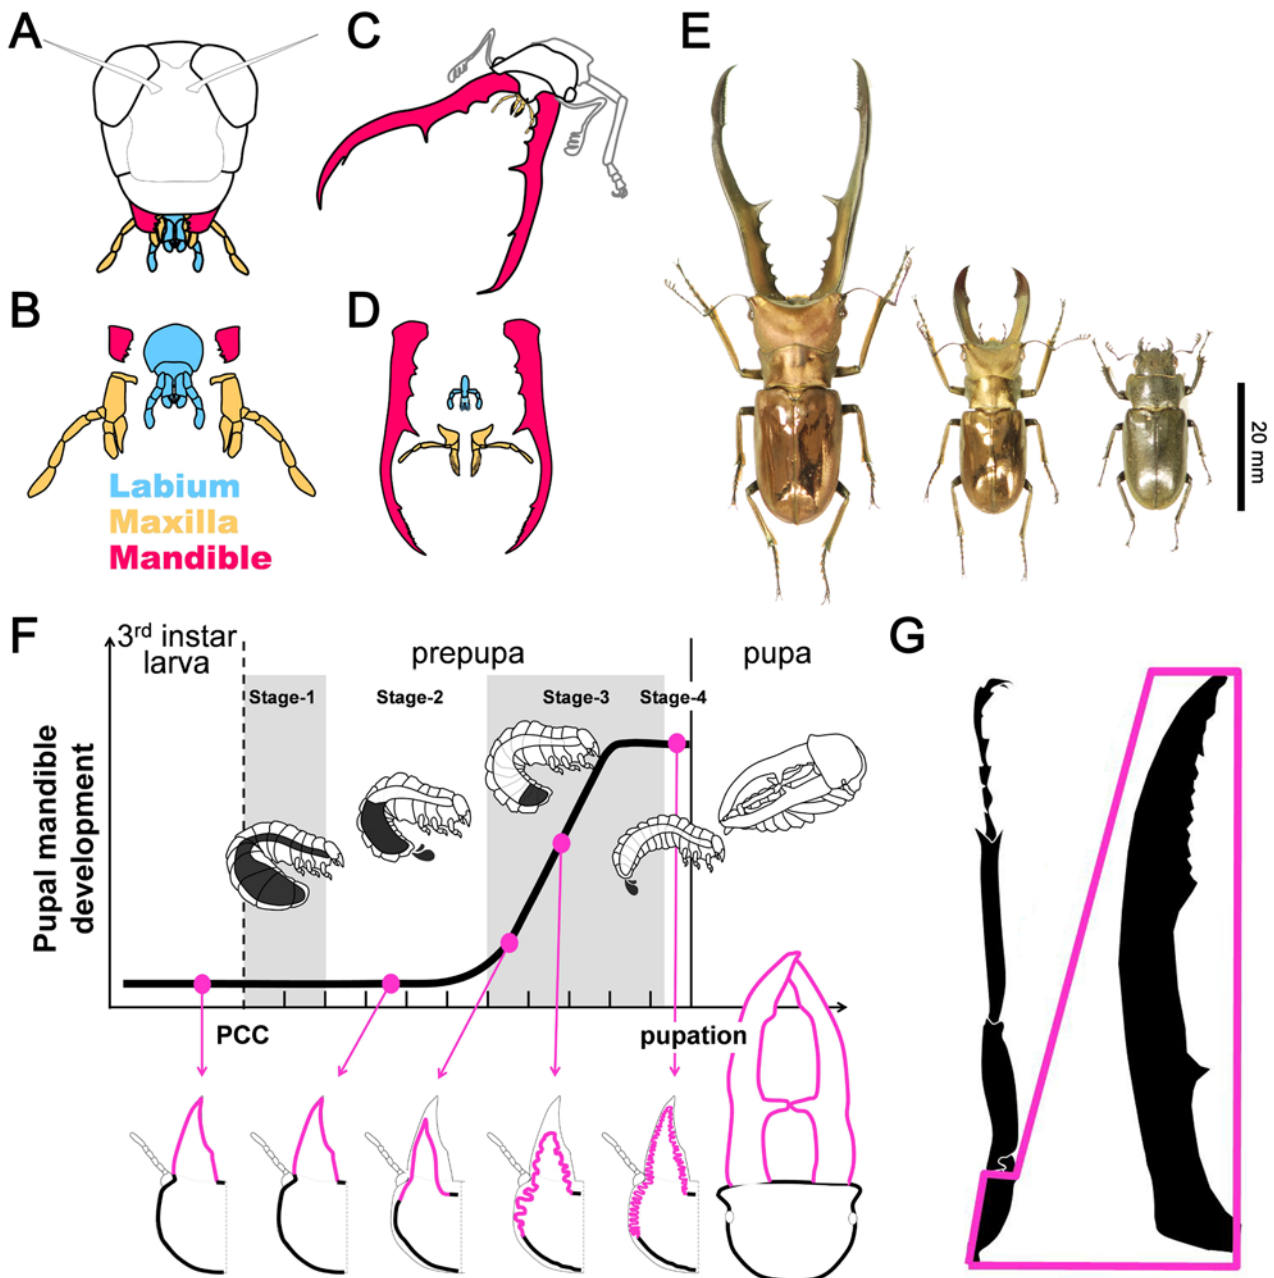 A
C
E
B
D
Labium
Maxilla
Mandible
20 mm
F
G
3rd instar
larva
prepupa
pupa
Stage-1
Stage-2
Stage-3
Stage-4
Pupal mandible
development
PCC
pupation